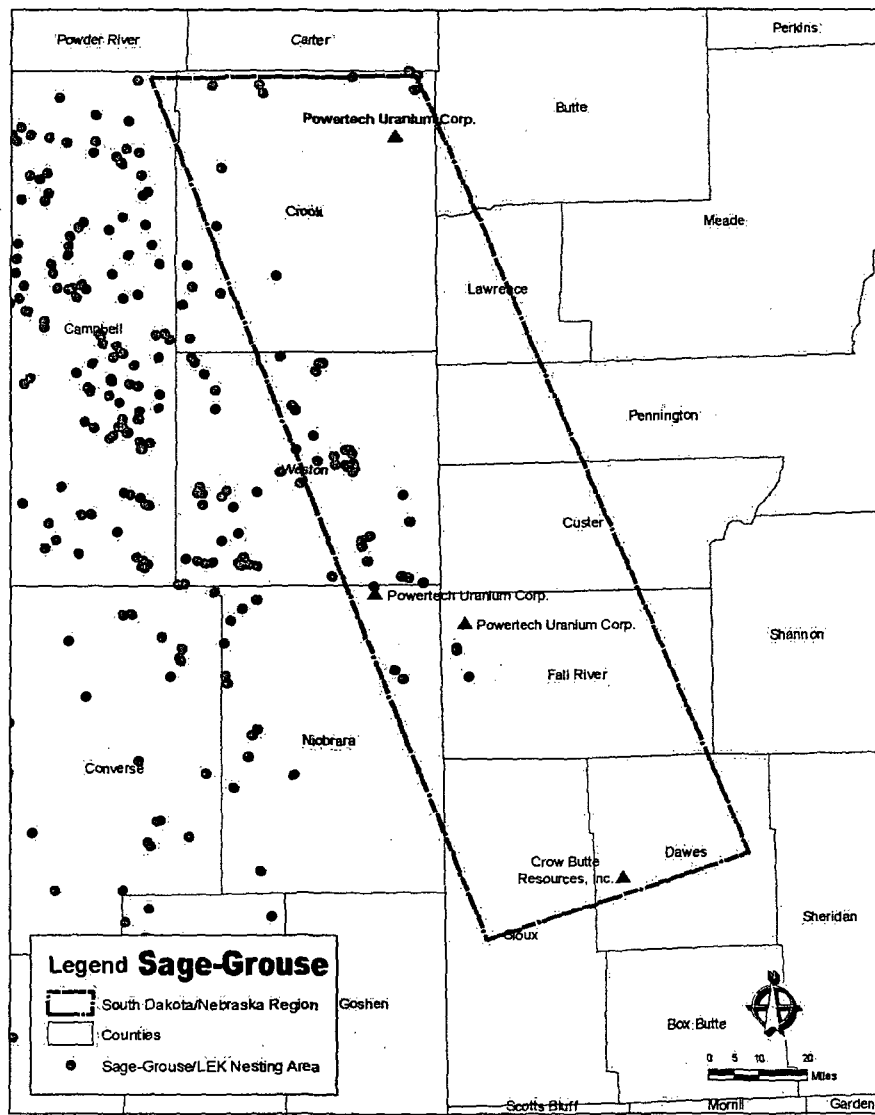 Powder River
Carter
Perkins
Butte
Powertech Uranium Corp.
Crook
Meade
Lawrence
Campbell
Pennington
Weston
Custer
Powertech Uranium Corp.
Powertech Uranium Corp.
Shannon
Fall River
Niobrara
Converse
Crow Butte
Resources, Inc.
Dawes
Sheridan
Sioux
Legend Sage-Grouse
South Dakota/Nebraska Region
Counties
Sage-Grouse/LEK Nesting Area
Goshen
Box Butte
0 5 10 20
Miles
Scotts Bluff
Morrill
Garden